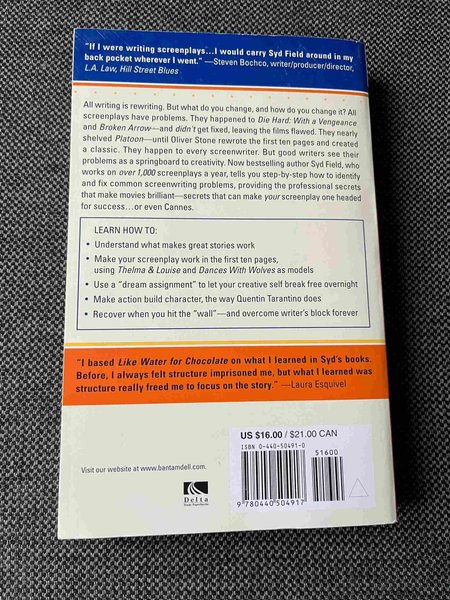 "If I were writing screenplays...I would carry Syd Field around in my
back pocket wherever I went." —Steven Bochco, writer/producer/director,
L.A. Law, Hill Street Blues
All writing is rewriting. But what do you change, and how do you change it? All
screenplays have problems. They happened to Die Hard: With a Vengeance
and Broken Arrow—and didn't get fixed, leaving the films flawed. They nearly
shelved Platoon—until Oliver Stone rewrote the first ten pages and created
a classic. They happen to every screenwriter. But good writers see their
problems as a springboard to creativity. Now bestselling author Syd Field, who
works on over 1,000 screenplays a year, tells you step-by-step how to identify
and fix common screenwriting problems, providing the professional secrets
that make movies brilliant—secrets that can make your screenplay one headed
for success...or even Cannes.
LEARN HOW TO:
• Understand what makes great stories work
• Make your screenplay work in the first ten pages,
using Thelma & Louise and Dances With Wolves as models
• Use a "dream assignment" to let your creative self break free overnight
• Make action build character, the way Quentin Tarantino does
• Recover when you hit the "wall"—and overcome writer's block forever
"I based Like Water for Chocolate on what I learned in Syd's books.
Before, I always felt structure imprisoned me, but what I learned was
structure really freed me to focus on the story." —Laura Esquivel
US $16.00 / $21.00 CAN
ISBN 0-440-50491-0
51600
9 780440 504917
Visit our website at www.bantamdell.com
Delta
Trade Paperbacks